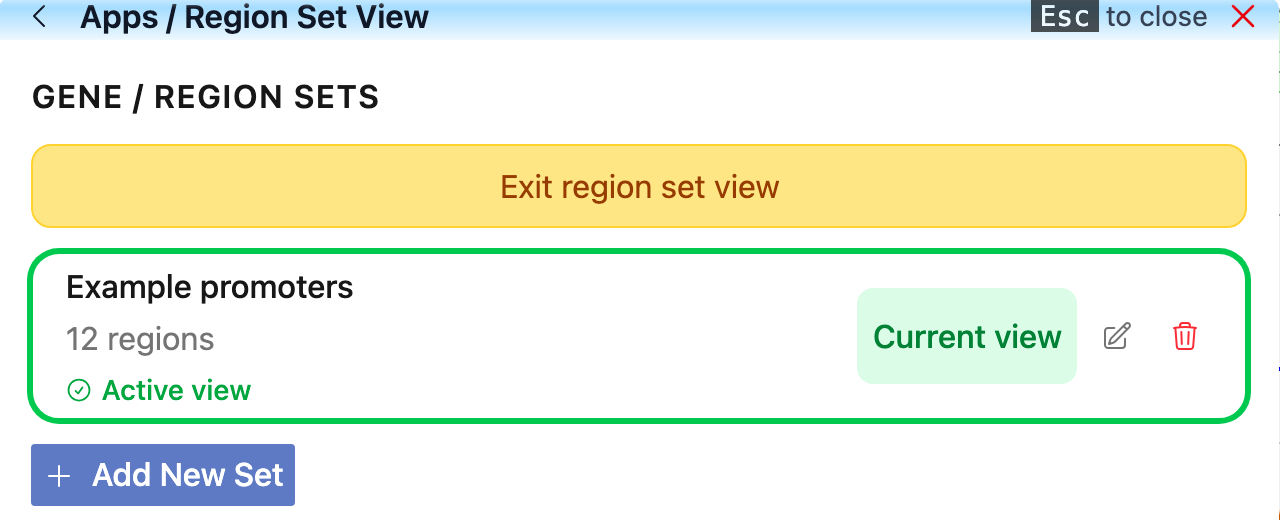 Apps / Region Set View
Esc to close
GENE / REGION SETS
Exit region set view
Example promoters
12 regions
Current view
Active view
Add New Set